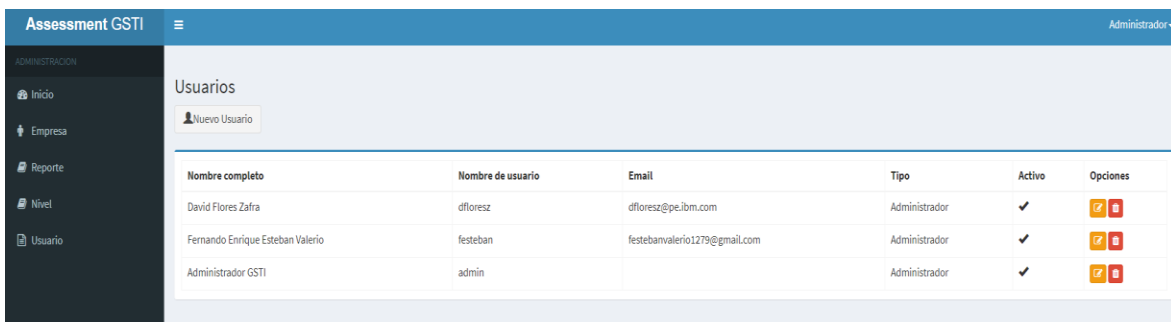 Assessment GSTI
Administrador
ADMINISTRACION
Inicio
Empresa
Reporte
Nivel
Usuario
Usuarios
Nuevo Usuario
Nombre completo Nombre de usuario Email Tipo Activo Opciones
David Flores Zafra dfloresz dfloresz@pe.ibm.com Administrador
Fernando Enrique Esteban Valerio festeban festebanvalerio1279@gmail.com Administrador
Administrador GSTI admin Administrador